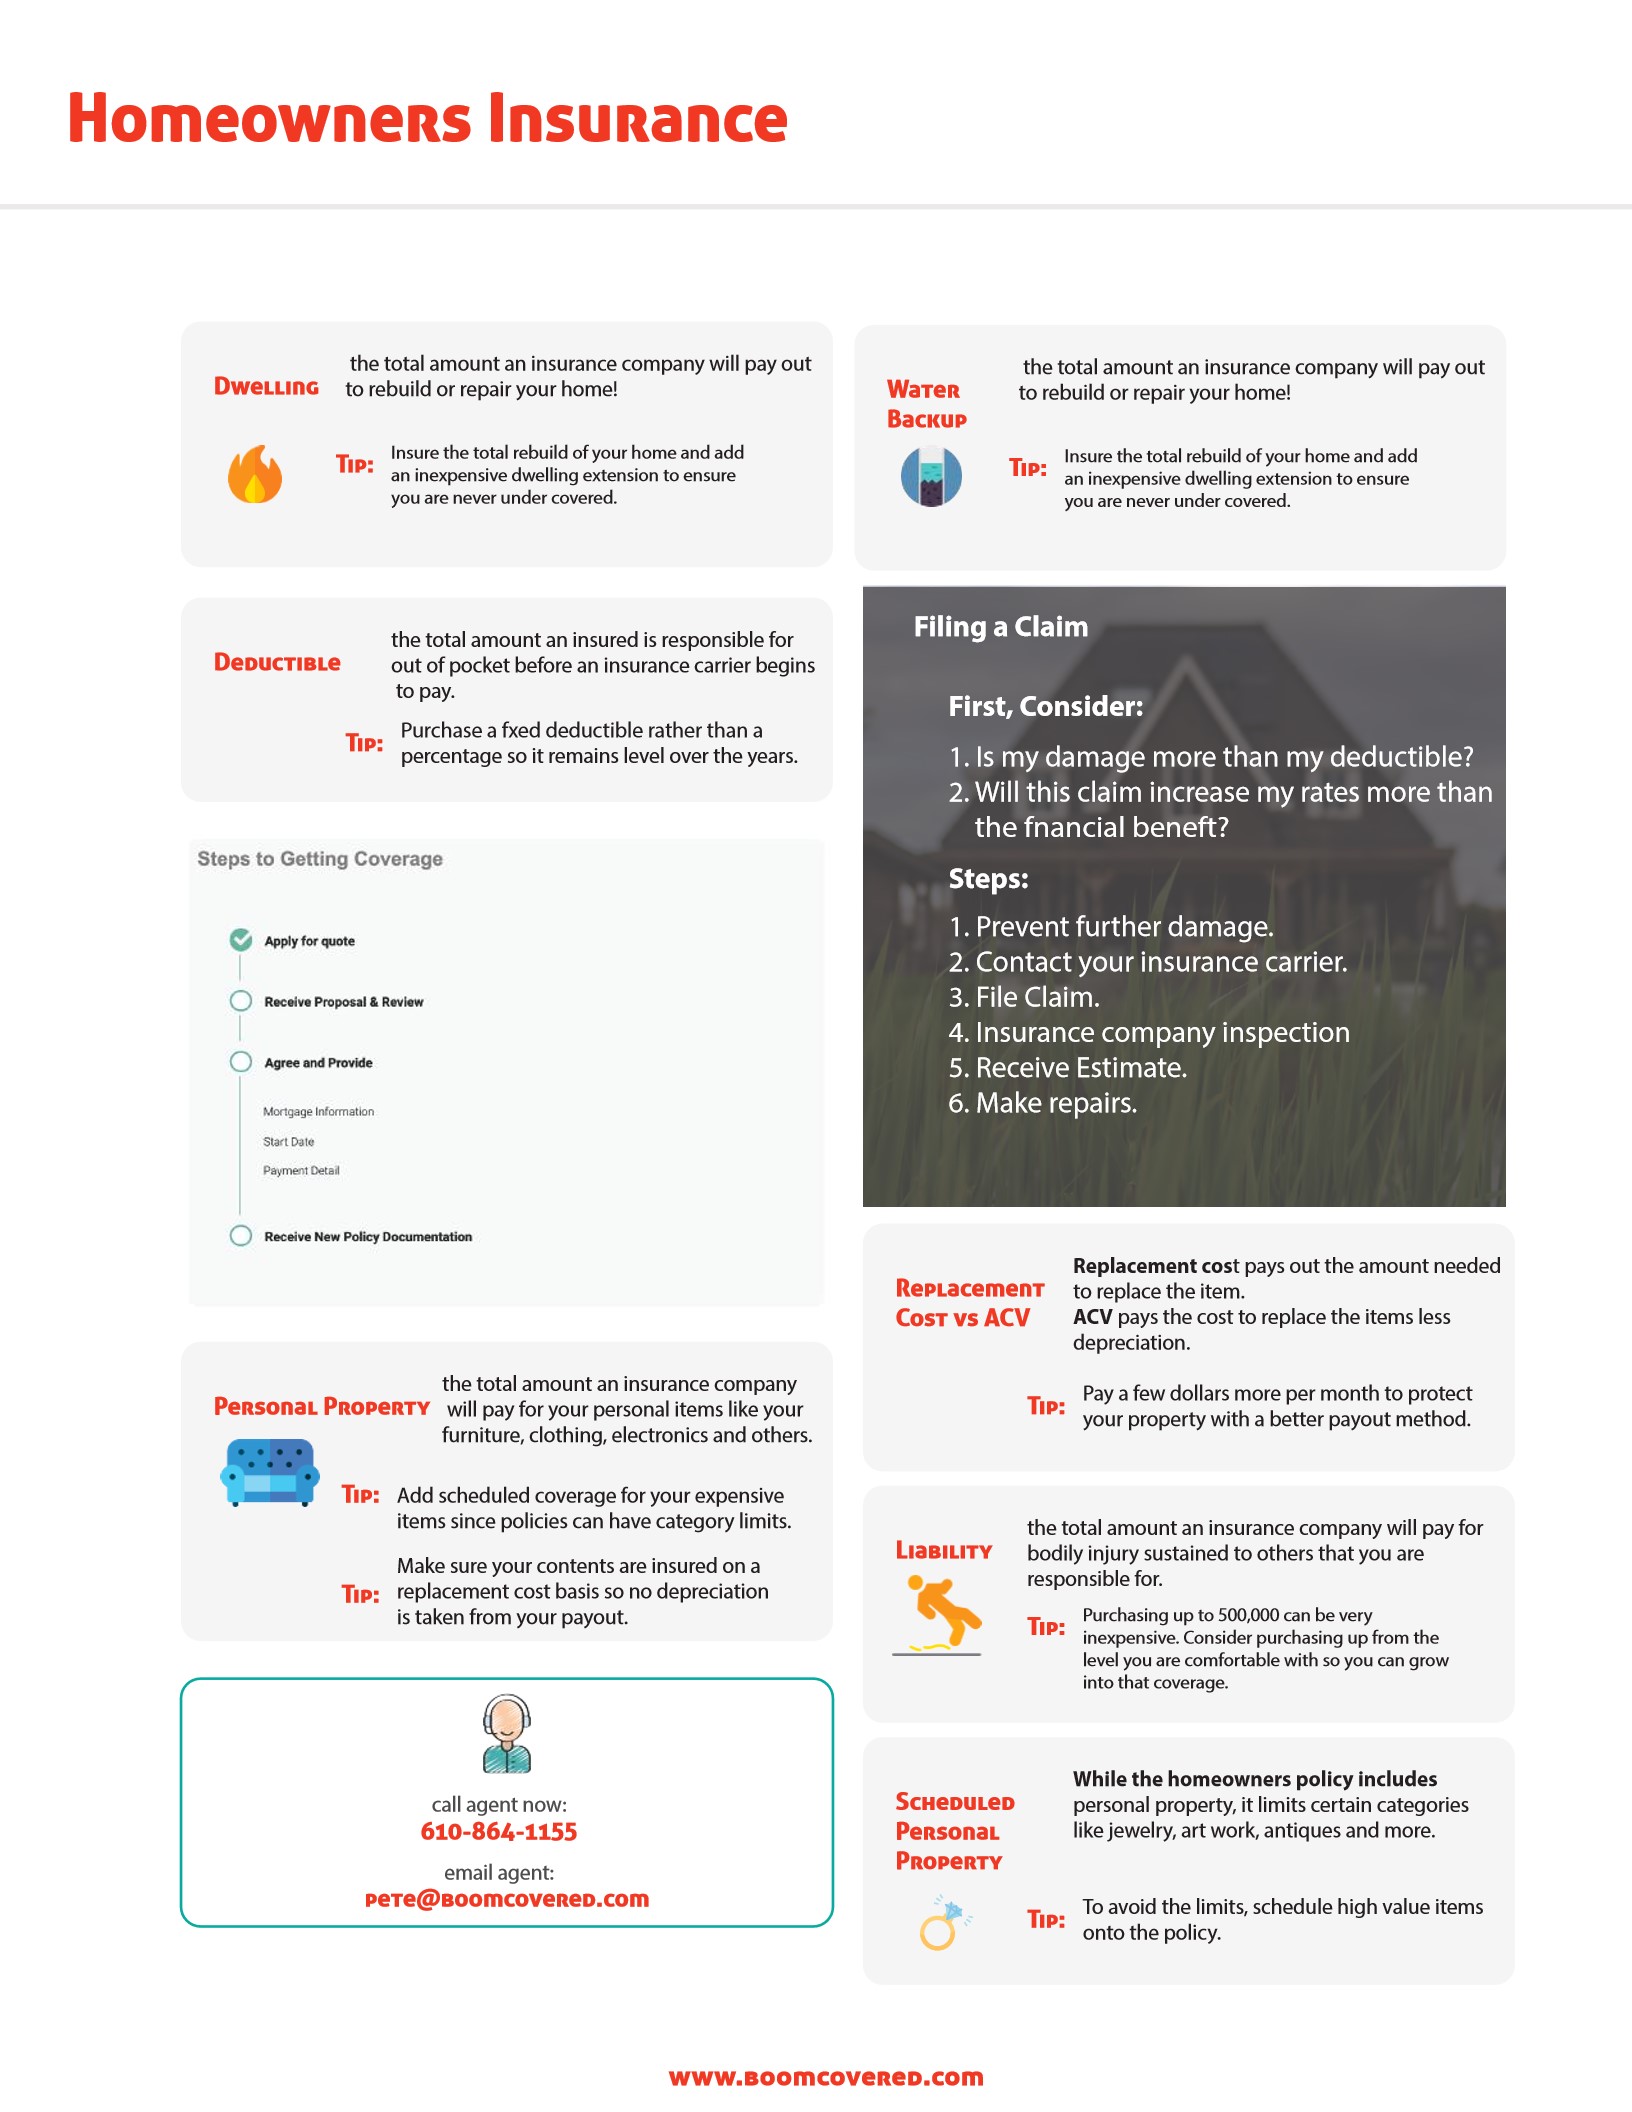 Homeowners Insurance
Dwelling
the total amount an insurance company will pay out
to rebuild or repair your home!
Tip:
Insure the total rebuild of your home and add
an inexpensive dwelling extension to ensure
you are never under covered.
Deductible
the total amount an insured is responsible for
out of pocket before an insurance carrier begins
to pay.
Tip:
Purchase a fxed deductible rather than a
percentage so it remains level over the years.
Steps to Getting Coverage
Apply for quote
Receive Proposal & Review
Agree and Provide
Mortgage Information
Start Date
Payment Detail
Receive New Policy Documentation
Personal Property
the total amount an insurance company
will pay for your personal items like your
furniture, clothing, electronics and others.
Tip:
Add scheduled coverage for your expensive
items since policies can have category limits.
Tip:
Make sure your contents are insured on a
replacement cost basis so no depreciation
is taken from your payout.
call agent now:
610-864-1155
email agent:
pete@boomcovered.com
Water
Backup
the total amount an insurance company will pay out
to rebuild or repair your home!
Tip:
Insure the total rebuild of your home and add
an inexpensive dwelling extension to ensure
you are never under covered.
Filing a Claim
First, Consider:
1. Is my damage more than my deductible?
2. Will this claim increase my rates more than
the fnancial beneft?
Steps:
1. Prevent further damage.
2. Contact your insurance carrier.
3. File Claim.
4. Insurance company inspection
5. Receive Estimate.
6. Make repairs.
Replacement
Cost vs ACV
Replacement cost pays out the amount needed
to replace the item.
ACV pays the cost to replace the items less
depreciation.
Tip:
Pay a few dollars more per month to protect
your property with a better payout method.
Liability
the total amount an insurance company will pay for
bodily injury sustained to others that you are
responsible for.
Tip:
Purchasing up to 500,000 can be very
inexpensive. Consider purchasing up from the
level you are comfortable with so you can grow
into that coverage.
Scheduled
Personal
Property
While the homeowners policy includes
personal property, it limits certain categories
like jewelry, art work, antiques and more.
Tip:
To avoid the limits, schedule high value items
onto the policy.
www.boomcovered.com